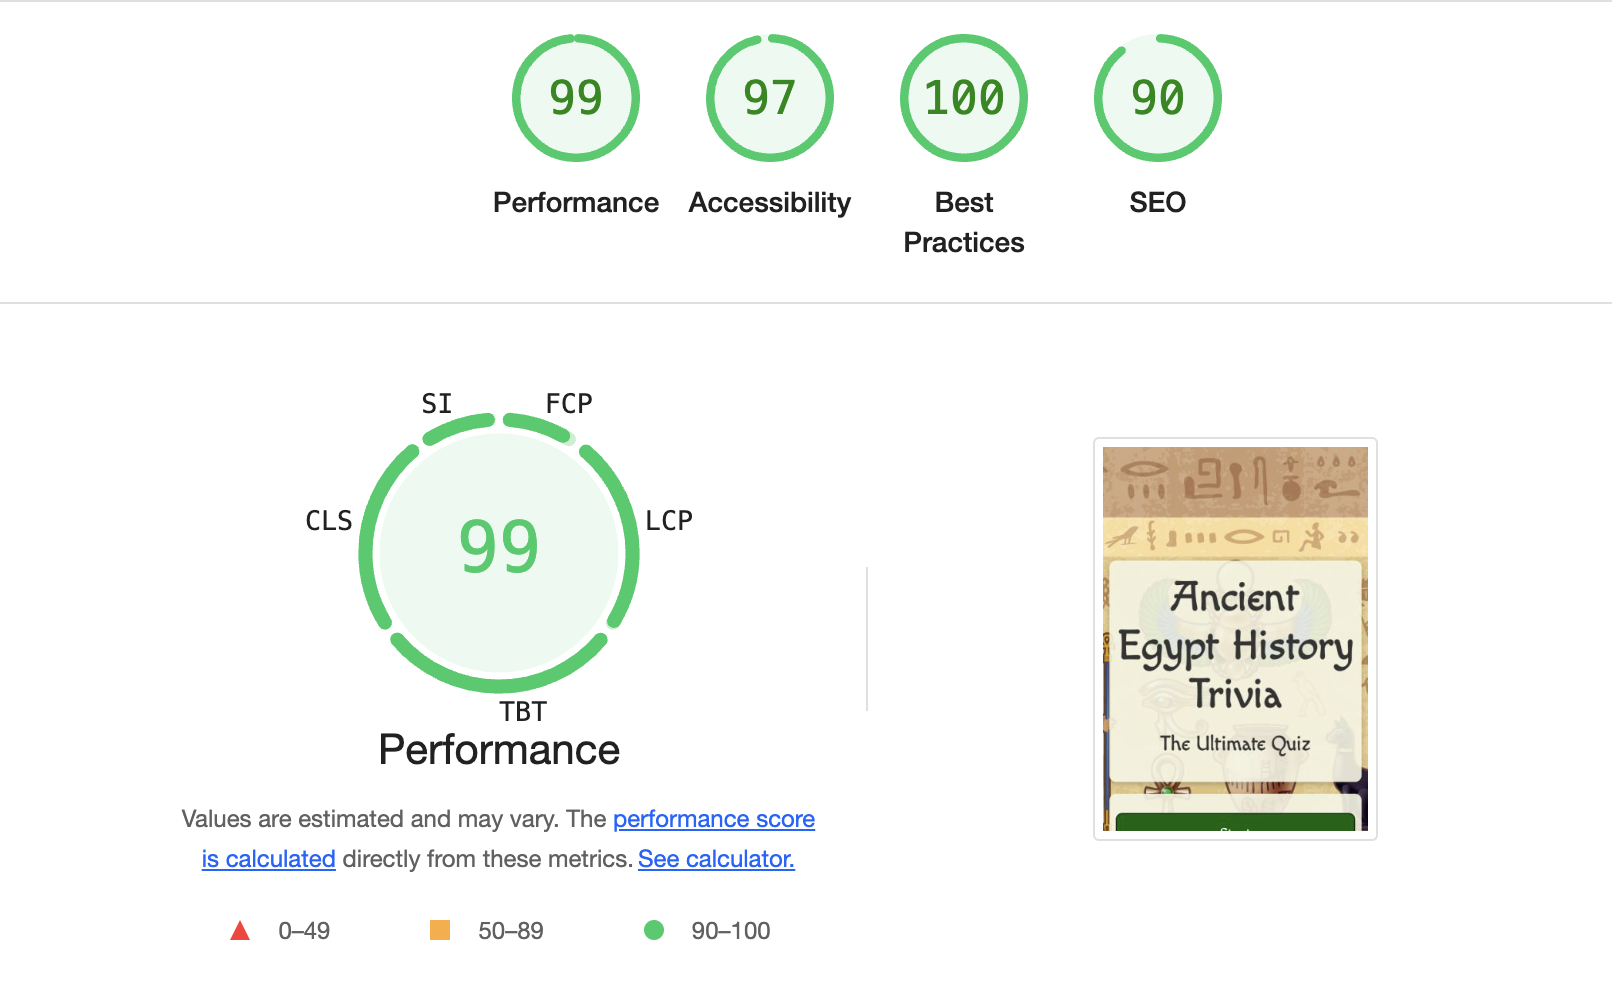 99
97
100
90
Performance
Accessibility
Best
Practices
SEO
SI
FCP
CLS
99
LCP
TBT
Performance
Values are estimated and may vary. The performance score
is calculated directly from these metrics. See calculator.
0–49
50–89
90–100
Ancient
Egypt History
Trivia
The Ultimate Quiz